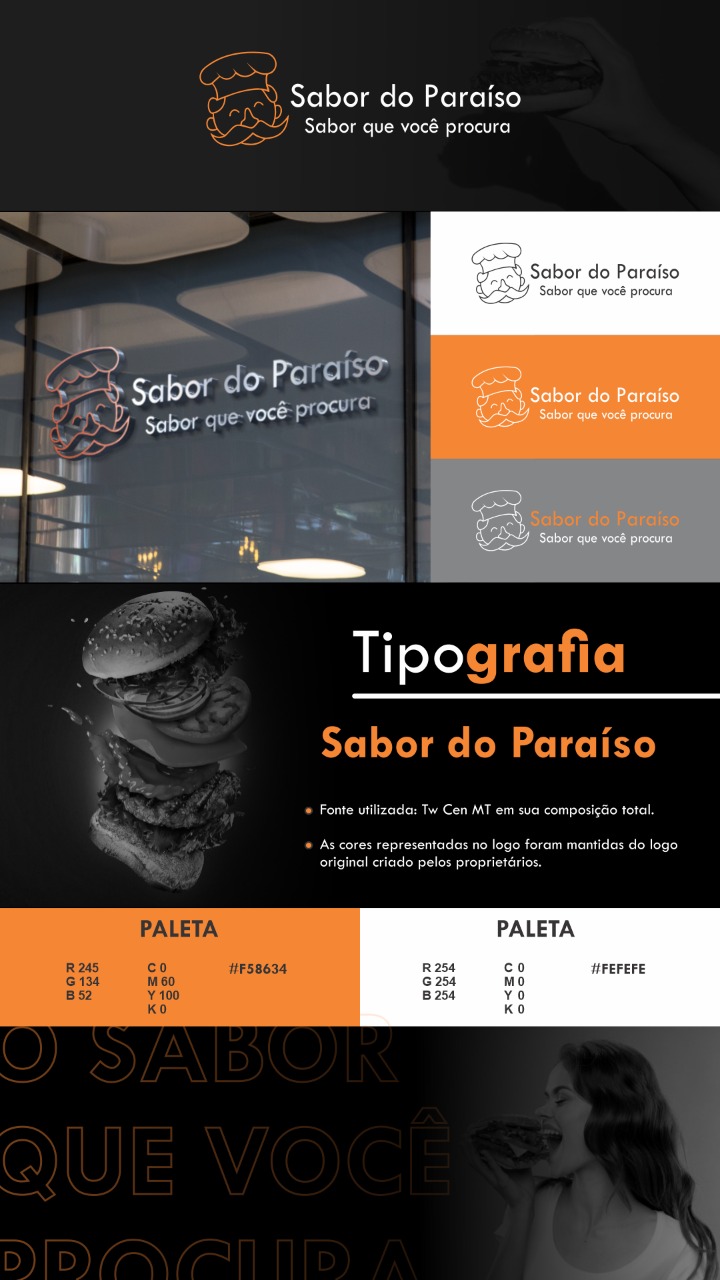 Sabor do Paraíso
Sabor que você procura
Sabor do Paraíso
Sabor que você procura
Sabor do Paraíso
Sabor que você procura
Sabor do Paraíso
Sabor que você procura
Sabor do Paraíso
Sabor que você procura
Tipografia
Sabor do Paraíso
Fonte utilizada: Tw Cen MT em sua composição total.
As cores representadas no logo foram mantidas do logo
original criado pelos proprietários.
PALETA
R 245
G 134
B 52
C 0
M 60
Y 100
K 0
#F58634
PALETA
R 254
G 254
B 254
C 0
M 0
Y 0
K 0
#FEFEFE
O SABOR
QUE VOCÊ
PROCURA